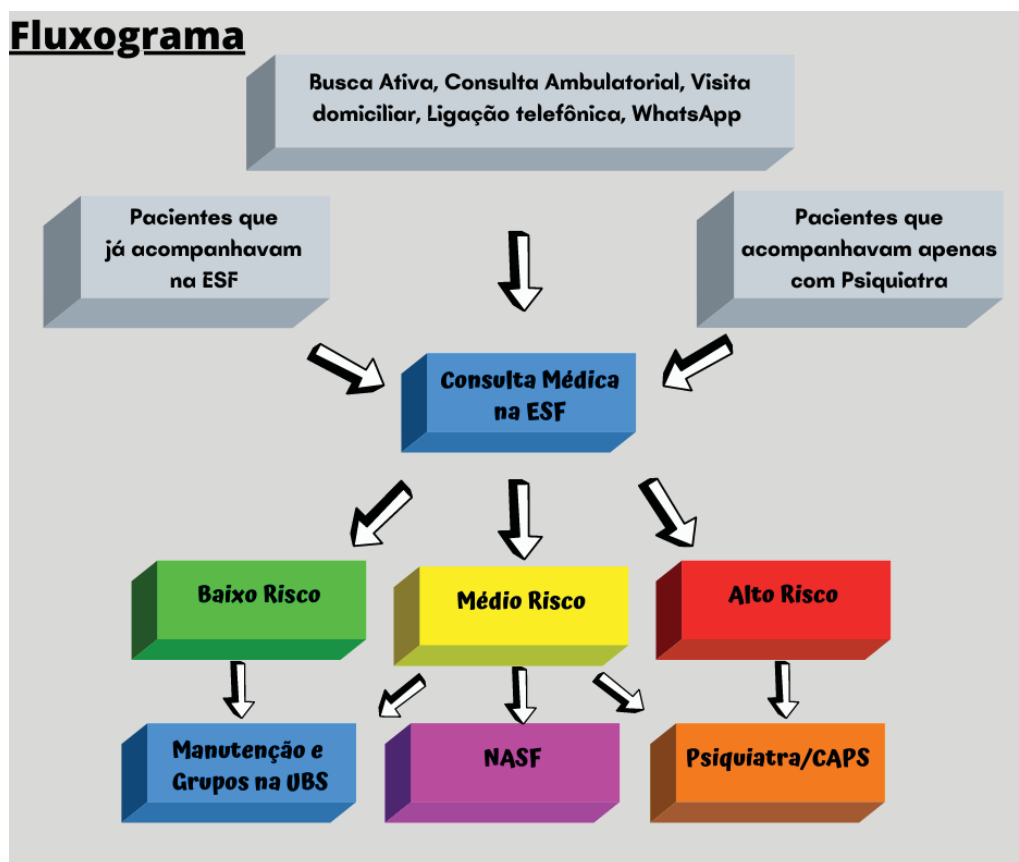 Fluxograma
Busca Ativa, Consulta Ambulatorial, Visita
domiciliar, Ligação telefônica, WhatsApp
Pacientes que
já acompanhavam
na ESF
Pacientes que
acompanhavam apenas
com Psiquiatra
Consulta Médica
na ESF
Baixo Risco
Médio Risco
Alto Risco
Manutenção e
Grupos na UBS
NASF
Psiquiatra/CAPS